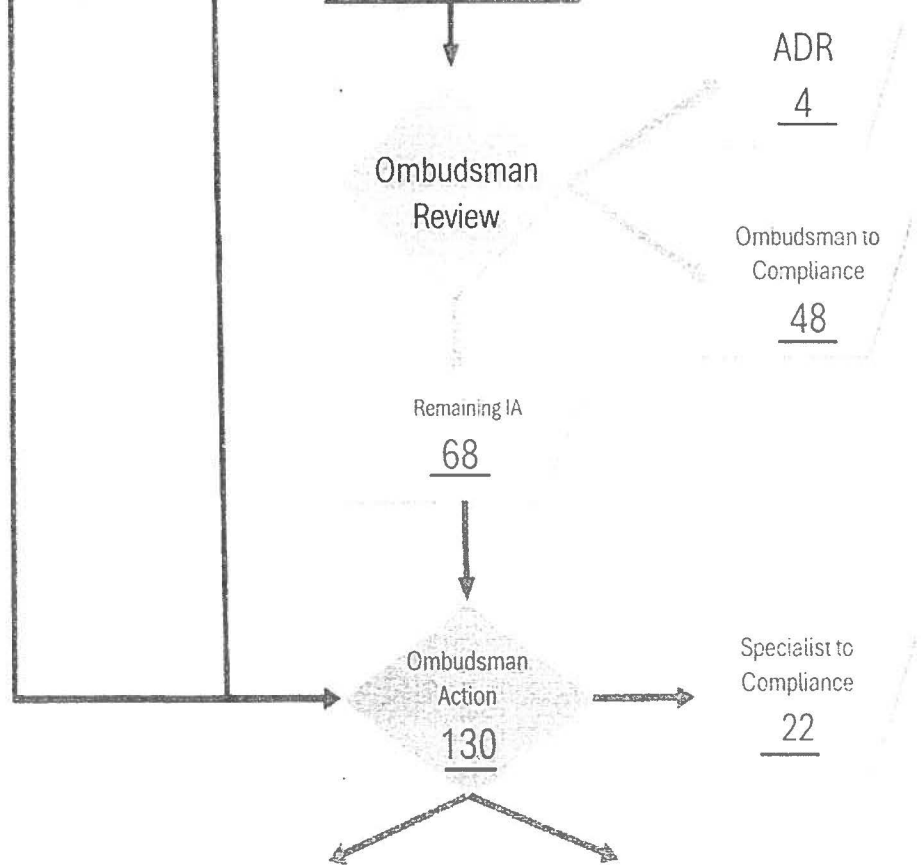 ADR
4
Ombudsman
Review
Ombudsman to
Compliance
48
Remaining IA
68
Ombudsman
Action
130
Specialist to
Compliance
22